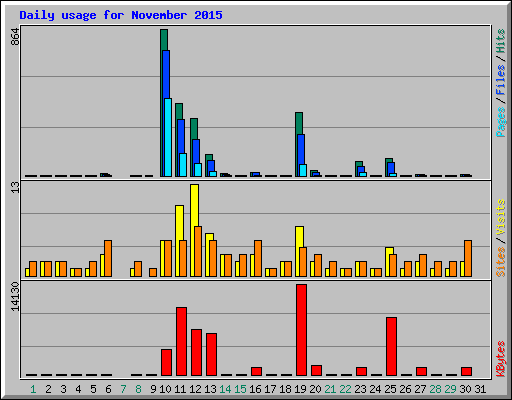 Daily usage for November 2015
864
Pages / Files / Hits
13
Sites / Visits
14130
KBytes
1 2 3 4 5 6 7 8 9 10 11 12 13 14 15 16 17 18 19 20 21 22 23 24 25 26 27 28 29 30 31